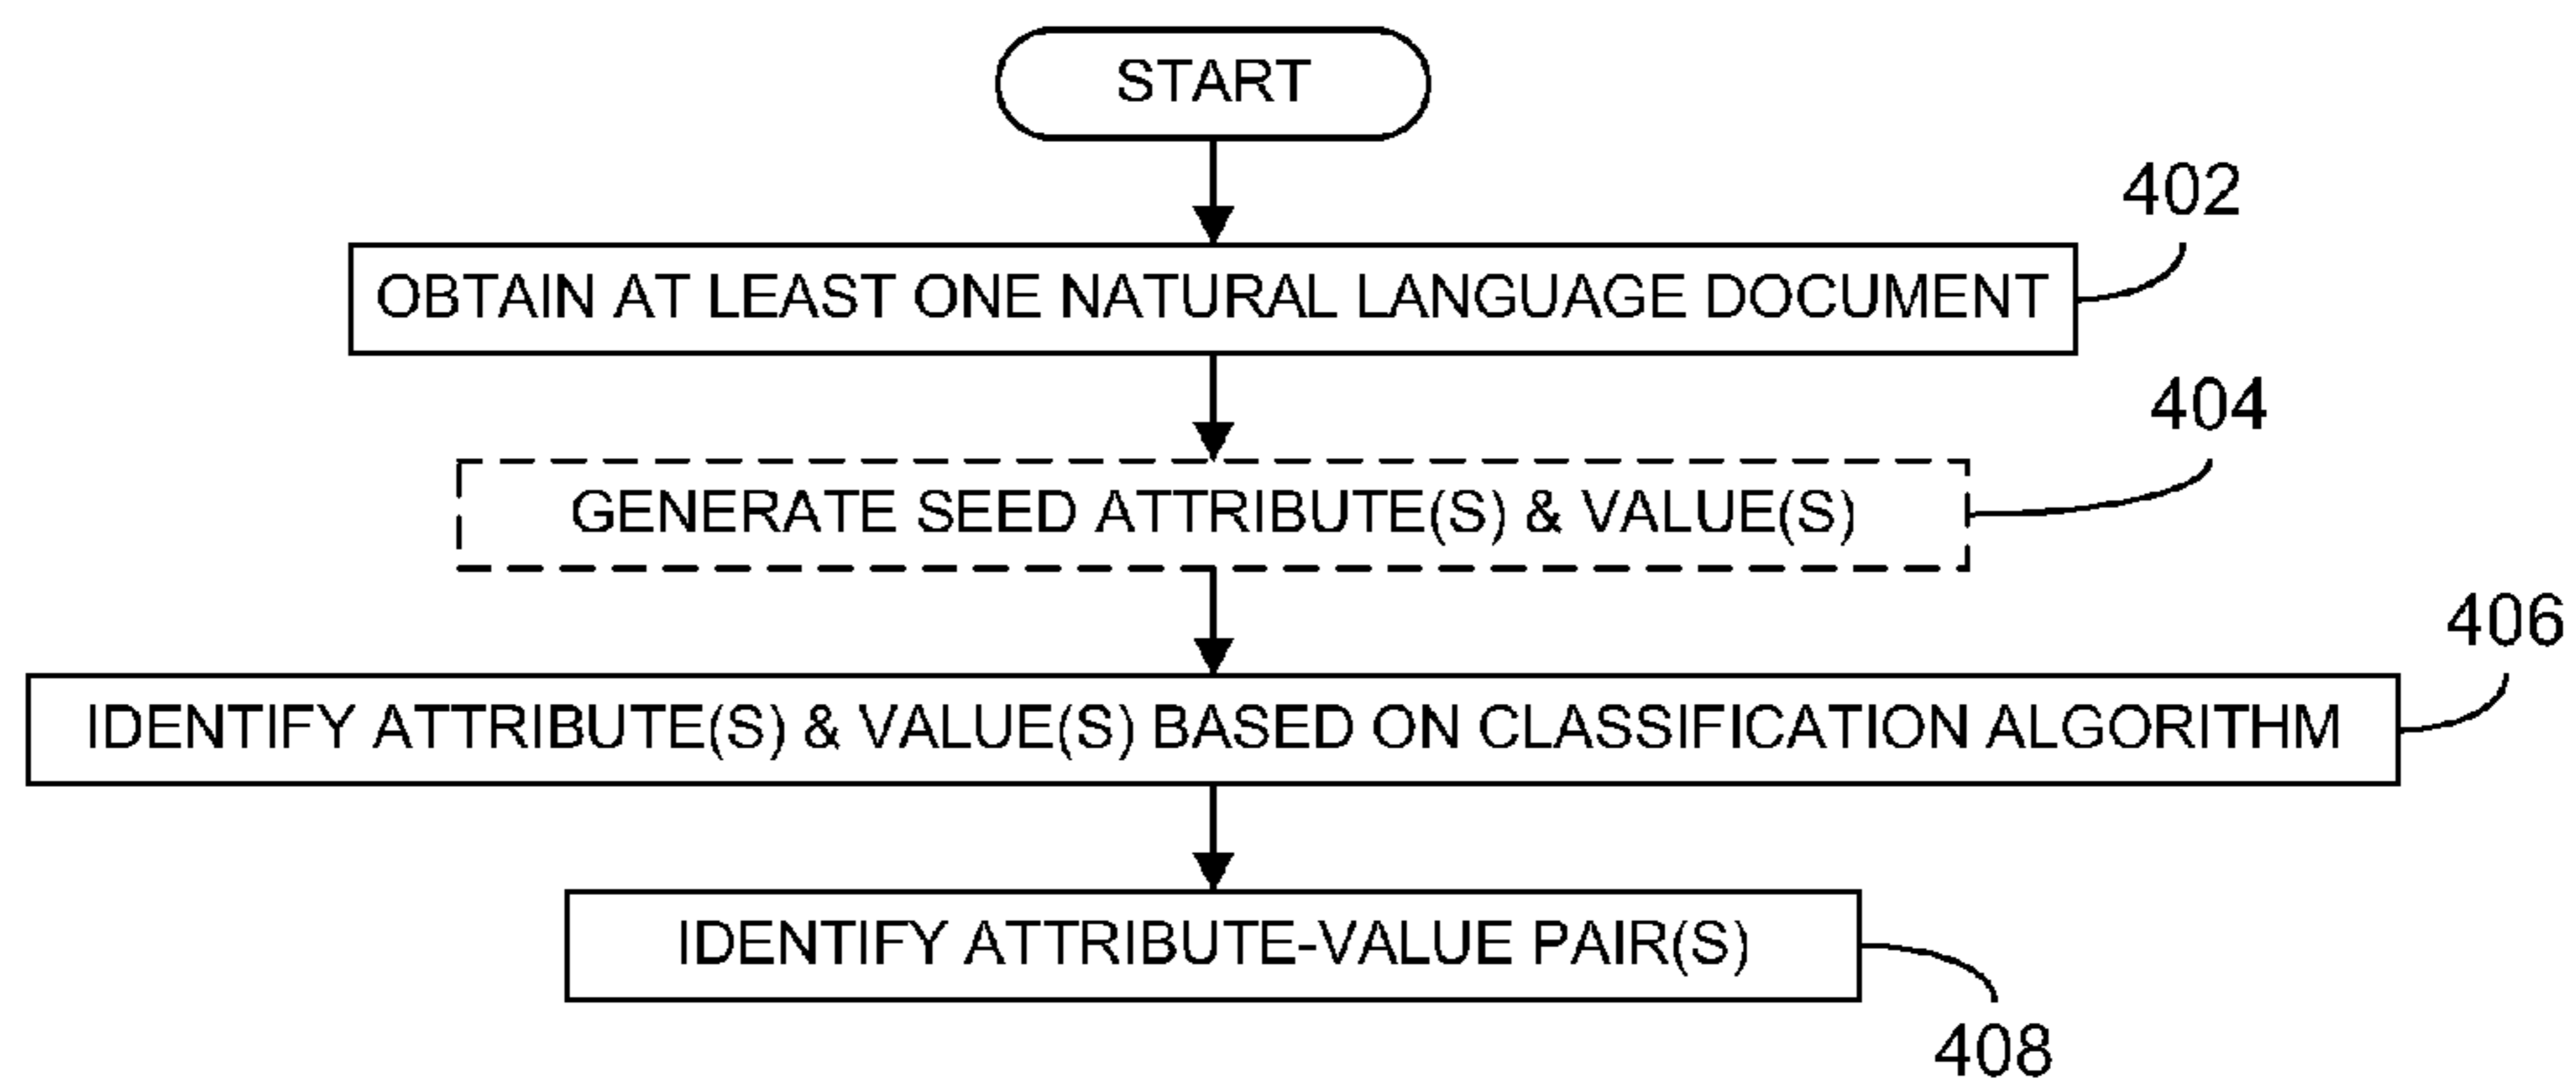 START
402
OBTAIN AT LEAST ONE NATURAL LANGUAGE DOCUMENT
404
GENERATE SEED ATTRIBUTE(S) & VALUE(S)
406
IDENTIFY ATTRIBUTE(S) & VALUE(S) BASED ON CLASSIFICATION ALGORITHM
IDENTIFY ATTRIBUTE-VALUE PAIR(S)
408